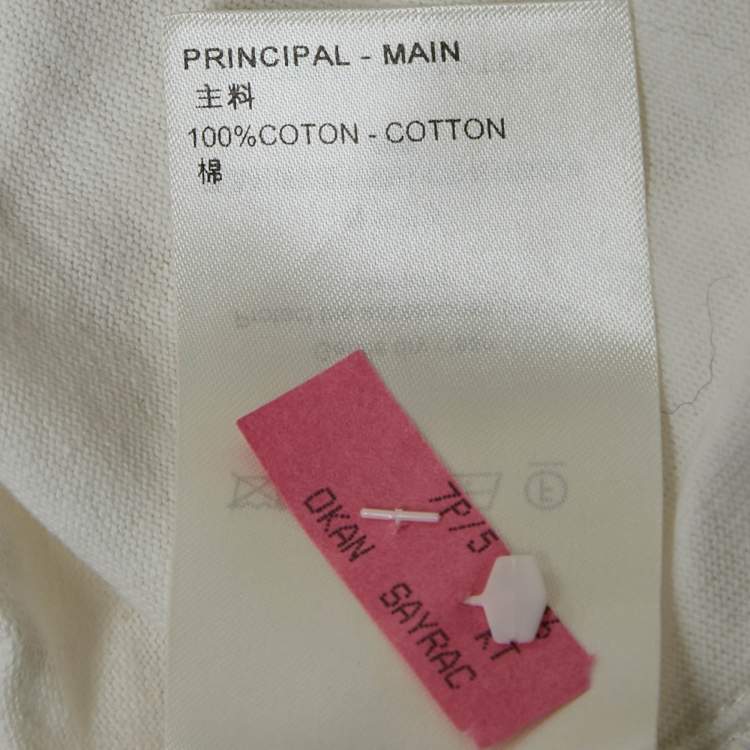 PRINCIPAL - MAIN
主料
100%COTON - COTTON
棉
7P/5
OKAN SAYRAC